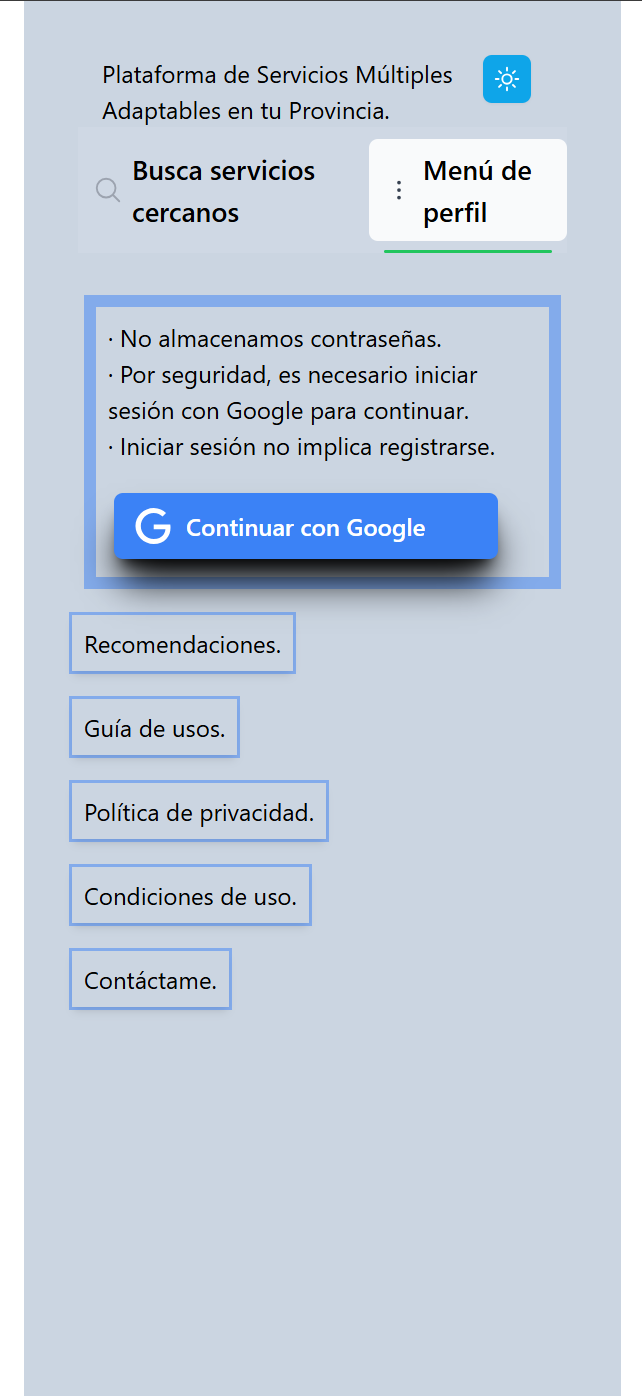 Plataforma de Servicios Múltiples
Adaptables en tu Provincia.
Busca servicios
cercanos
Menú de
perfil
· No almacenamos contraseñas.
· Por seguridad, es necesario iniciar
sesión con Google para continuar.
· Iniciar sesión no implica registrarse.
Continuar con Google
Recomendaciones.
Guía de usos.
Política de privacidad.
Condiciones de uso.
Contáctame.